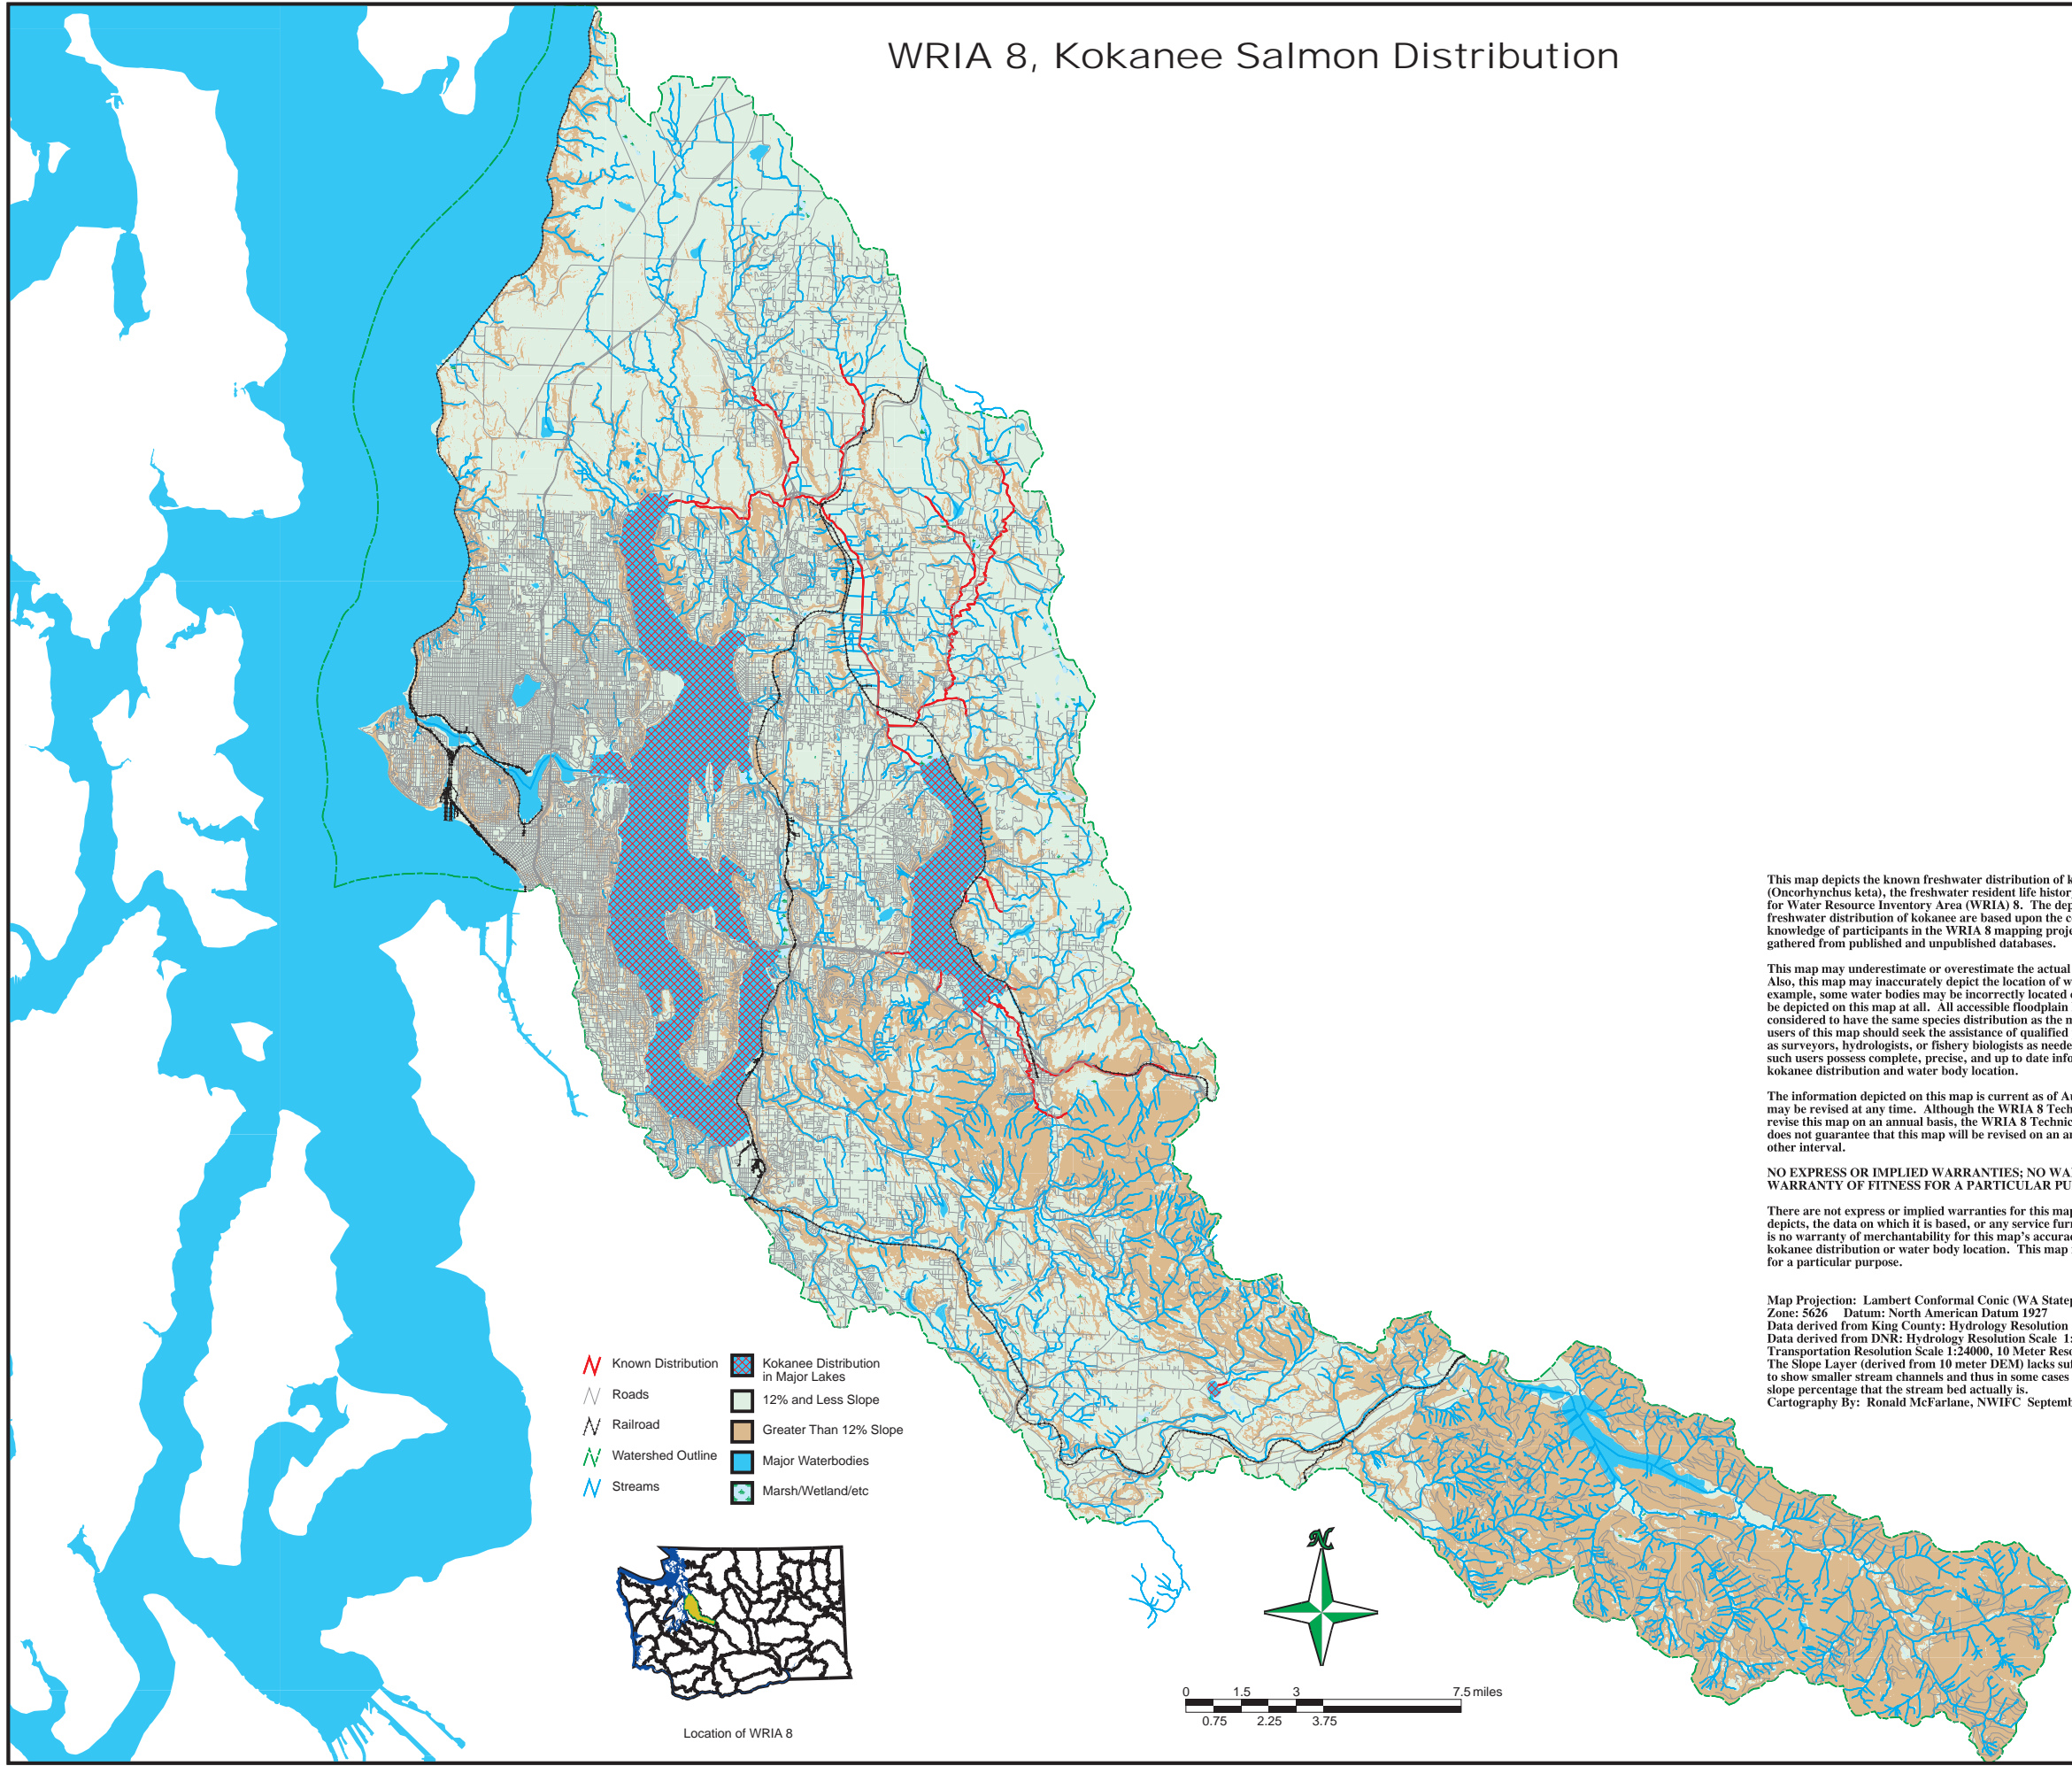 WRIA 8, Kokanee Salmon Distribution
This map depicts the known freshwater distribution of
(Oncorhynchus keta), the freshwater resident life
for Water Resource Inventory Area (WRIA) 8. The
freshwater distribution of kokanee are based upon the
knowledge of participants in the WRIA 8 mapping
gathered from published and unpublished databases.
This map may underestimate or overestimate the actual
Also, this map may inaccurately depict the location of
example, some water bodies may be incorrectly located
be depicted on this map at all. All accessible floodplain
considered to have the same species distribution as the
users of this map should seek the assistance of qualified
as surveyors, hydrologists, or fishery biologists as
such users possess complete, precise, and up to date
kokanee distribution and water body location.
The information depicted on this map is current as of
may be revised at any time. Although the WRIA 8
revise this map on an annual basis, the WRIA 8
does not guarantee that this map will be revised on an
other interval.
NO EXPRESS OR IMPLIED WARRANTIES; NO
WARRANTY OF FITNESS FOR A PARTICULAR
There are not express or implied warranties for this map
depicts, the data on which it is based, or any service
is no warranty of merchantability for this map's
kokanee distribution or water body location. This map
for a particular purpose.
Map Projection: Lambert Conformal Conic (WA
Zone: 5626 Datum: North American Datum 1927
Data derived from King County: Hydrology Resolution
Data derived from DNR: Hydrology Resolution Scale 1:
Transportation Resolution Scale 1:24000, 10 Meter
The Slope Layer (derived from 10 meter DEM) lacks
to show smaller stream channels and thus in some cases
slope percentage that the stream bed actually is.
Cartography By: Ronald McFarlane, NWIFC
Known Distribution
Roads
Railroad
Watershed Outline
Streams
Kokanee Distribution
in Major Lakes
12% and Less Slope
Greater Than 12% Slope
Major Waterbodies
Marsh/Wetland/etc
Location of WRIA 8
N
0 1.5 3 7.5 miles
0.75 2.25 3.75